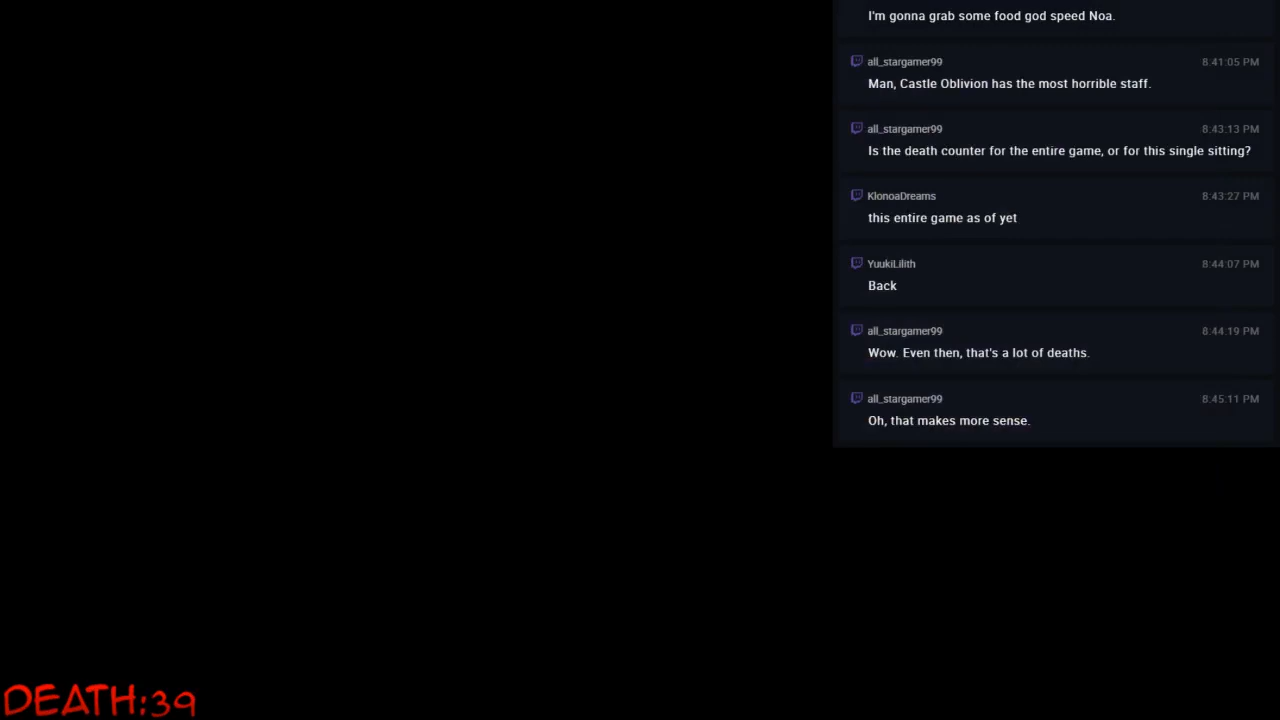 I'm gonna grab some food god speed Noa.
all_stargamer99 8:41:05 PM
Man, Castle Oblivion has the most horrible staff.
all_stargamer99 8:43:13 PM
Is the death counter for the entire game, or for this single sitting?
KlonoaDreams 8:43:27 PM
this entire game as of yet
YuukiLilith 8:44:07 PM
Back
all_stargamer99 8:44:19 PM
Wow. Even then, that's a lot of deaths.
all_stargamer99 8:45:11 PM
Oh, that makes more sense.
DEATH:39